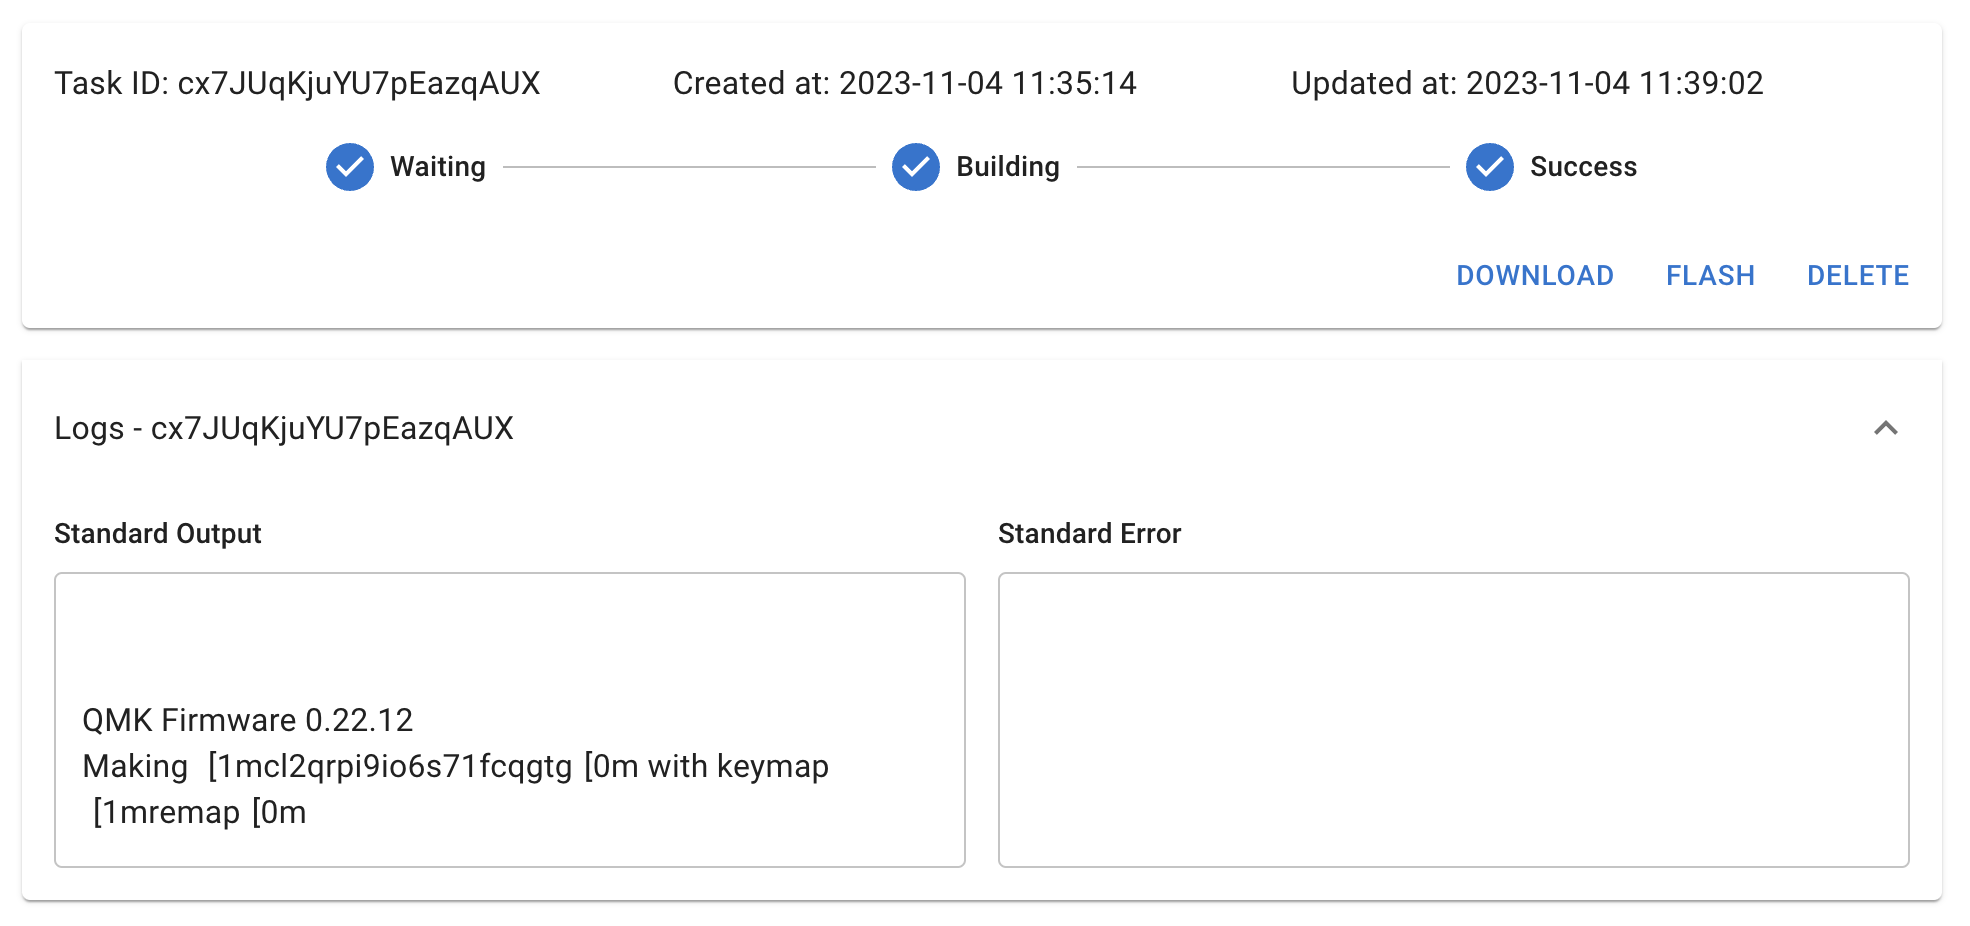 Task ID: cx7JUqKjuYU7pEazqAUX
Created at: 2023-11-04 11:35:14
Updated at: 2023-11-04 11:39:02
Waiting
Building
Success
DOWNLOAD
FLASH
DELETE
Logs - cx7JUqKjuYU7pEazqAUX
Standard Output
QMK Firmware 0.22.12
Making [1mcl2qrpi9io6s71fcqgtg [0m with keymap
[1mremap [0m
Standard Error